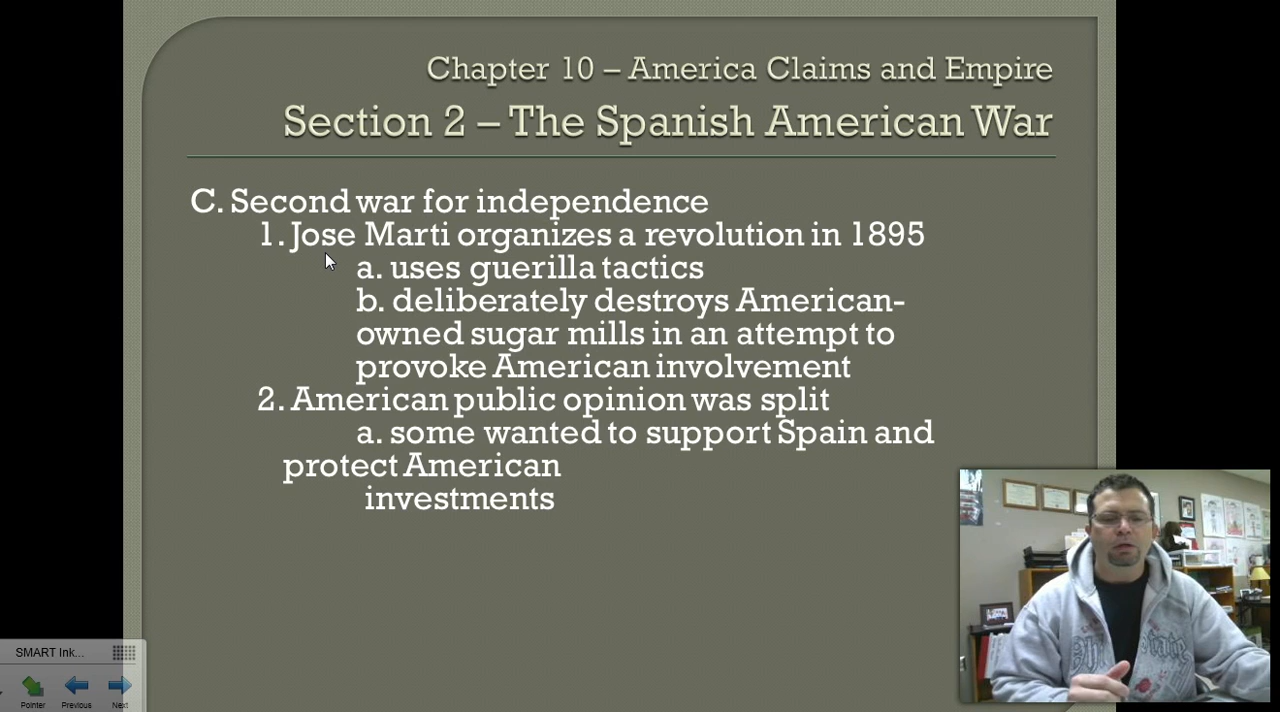 Chapter 10 – America Claims and Empire
Section 2 – The Spanish American War
C. Second war for independence
1. Jose Marti organizes a revolution in 1895
a. uses guerilla tactics
b. deliberately destroys American-
owned sugar mills in an attempt to
provoke American involvement
2. American public opinion was split
a. some wanted to support Spain and
protect American
investments
SMART Ink...
Pointer
Previous
Next